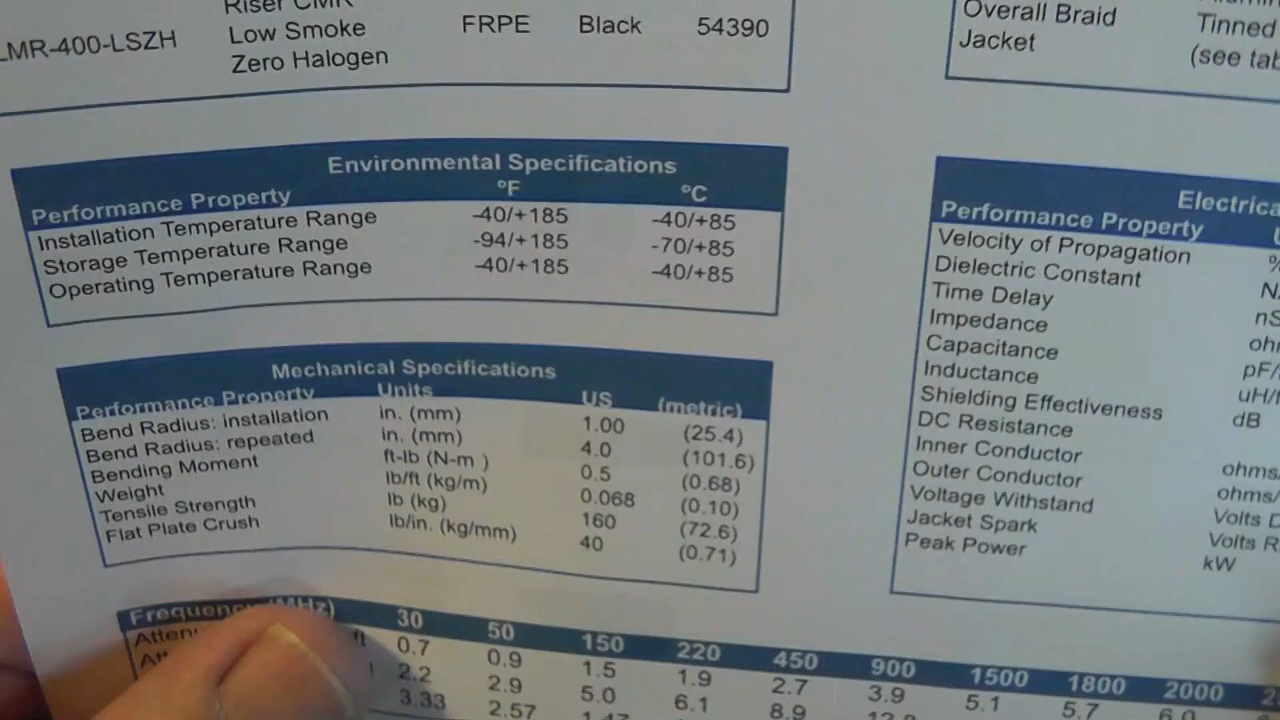 Riser CMR
LMR-400-LSZH Low Smoke Zero Halogen FRPE Black 54390
Overall Braid Tinned
Jacket (see
Environmental Specifications
Performance Property ºF ºC
Installation Temperature Range -40/+185 -40/+85
Storage Temperature Range -94/+185 -70/+85
Operating Temperature Range -40/+185 -40/+85
Mechanical Specifications
Performance Property Units US (metric)
Bend Radius: installation in. (mm) 1.00 (25.4)
Bend Radius: repeated in. (mm) 4.0 (101.6)
Bending Moment ft-lb (N-m ) 0.5 (0.68)
Weight lb/ft (kg/m) 0.068 (0.10)
Tensile Strength lb (kg) 160 (72.6)
Flat Plate Crush lb/in. (kg/mm) 40 (0.71)
Performance Property
Velocity of Propagation %
Dielectric Constant
Time Delay
Impedance
Capacitance
Inductance
Shielding Effectiveness dB
DC Resistance
Inner Conductor
Outer Conductor
Voltage Withstand Volts
Jacket Spark Volts
Peak Power kW
Frequency (MHz) 30 50 150 220 450 900 1500 1800 2000
0.7 0.9 1.5 1.9 2.7 3.9 5.1 5.7 6.0
2.2 2.9 5.0 6.1 8.9
3.33 2.57